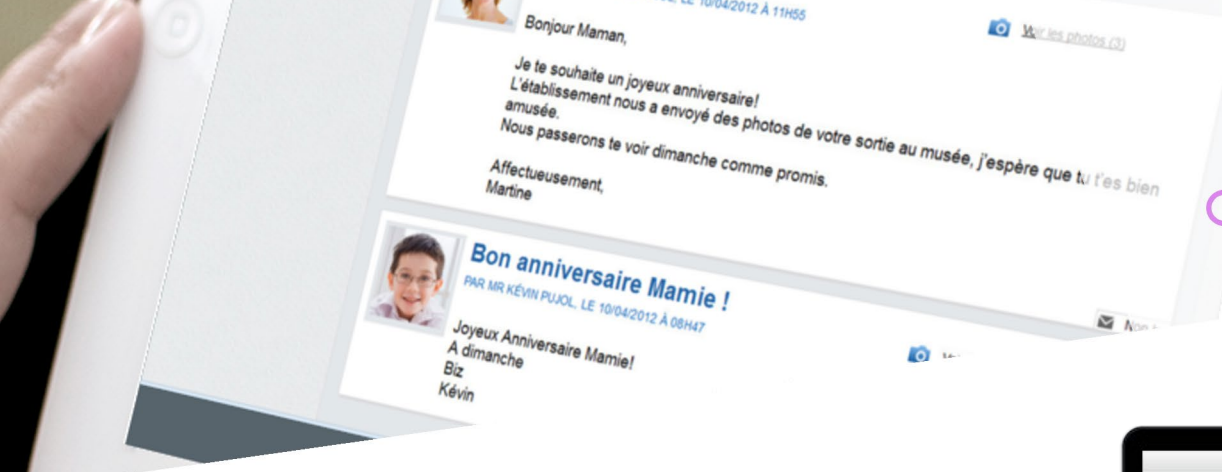 LE 10/04/2012 À 11H55
Voir les photos (3)
Bonjour Maman,
Je te souhaite un joyeux anniversaire!
L'établissement nous a envoyé des photos de votre sortie au musée, j'espère que tu t'es bien
amusée.
Nous passerons te voir dimanche comme promis.
Affectueusement,
Martine
Bon anniversaire Mamie !
PAR MR KÉVIN PUJOL, LE 10/04/2012 À 08H47
Joyeux Anniversaire Mamie!
A dimanche
Biz
Kévin